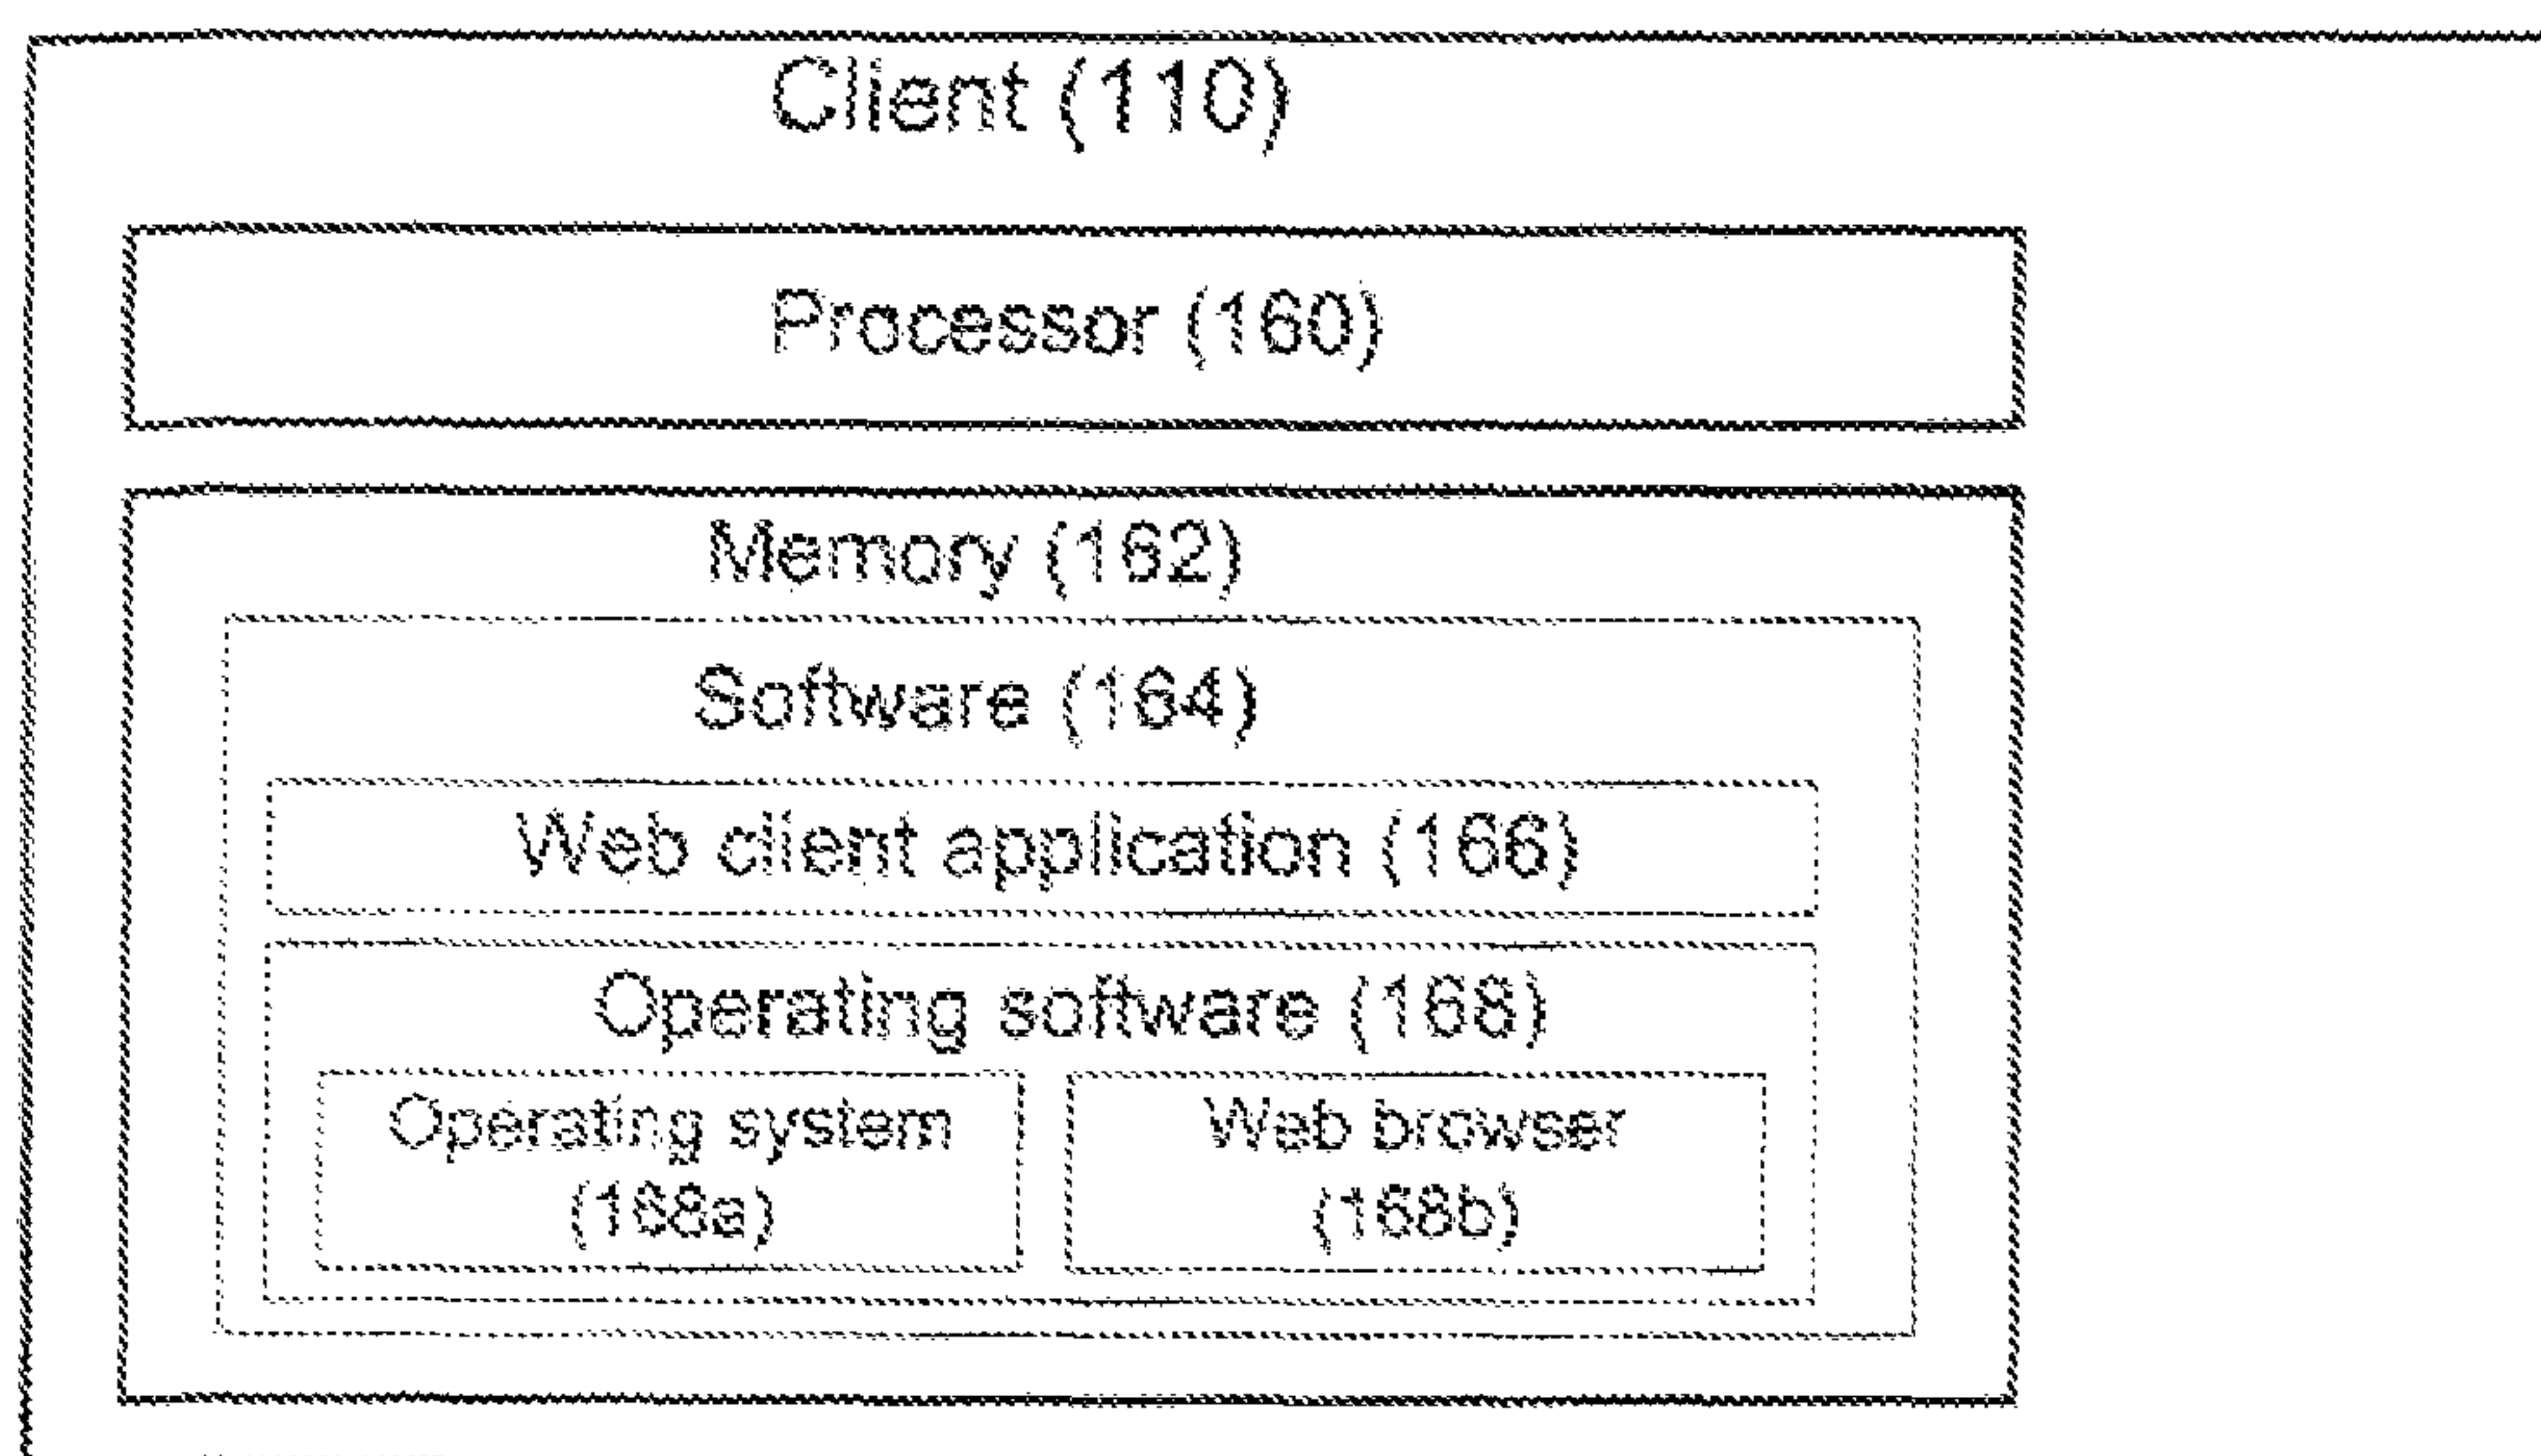 Client (110)
Processor (160)
Memory (162)
Software (164)
Web client application (166)
Operating software (168)
Operating system
(168a)
Web browser
(168b)